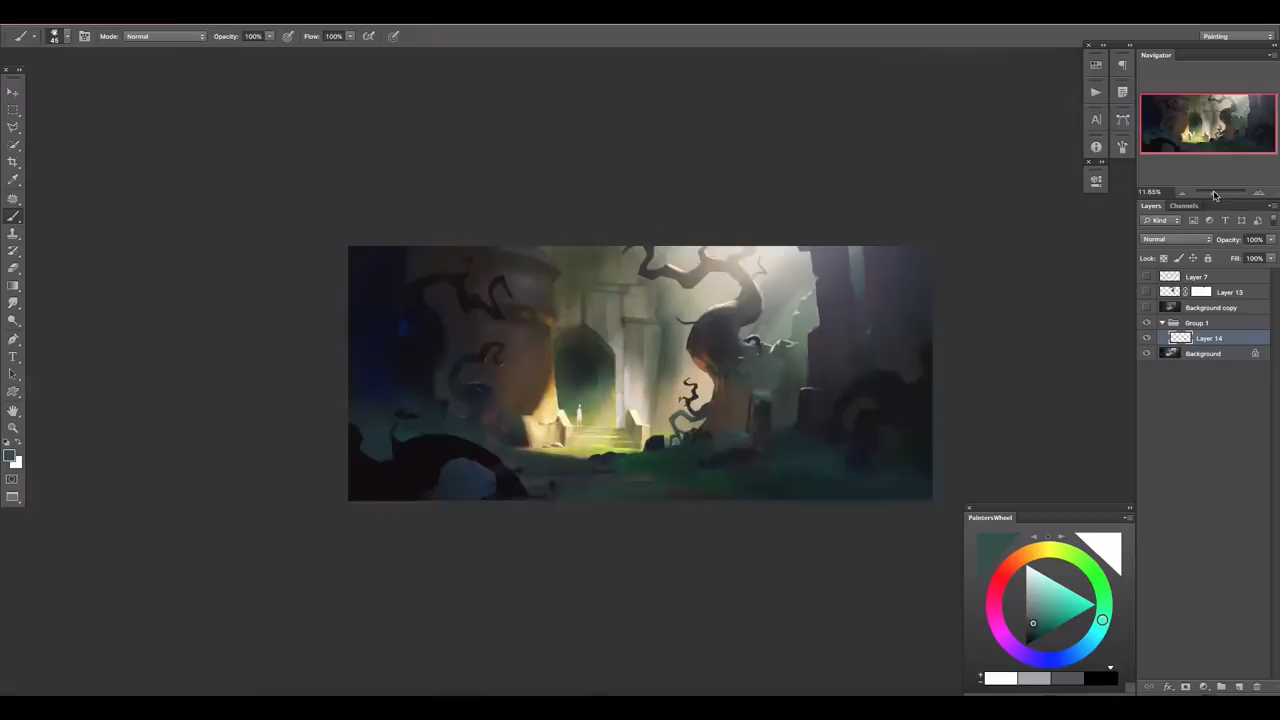 45 Mode: Normal Opacity: 100% Flow: 100% Painting
Navigator
11.65%
Layers Channels
Kind T
Normal Opacity: 100%
Lock: Fill: 100%
Layer 7
Layer 13
Background copy
Group 1
Layer 14
Background
PaintersWheel